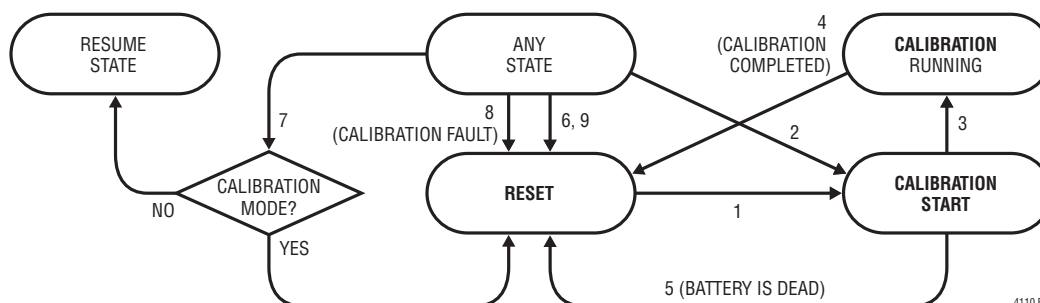 RESUME
STATE
ANY
STATE
4
(CALIBRATION
COMPLETED)
CALIBRATION
RUNNING
7
8
(CALIBRATION FAULT)
6, 9
2
3
CALIBRATION
MODE?
NO
YES
RESET
1
CALIBRATION
START
5 (BATTERY IS DEAD)